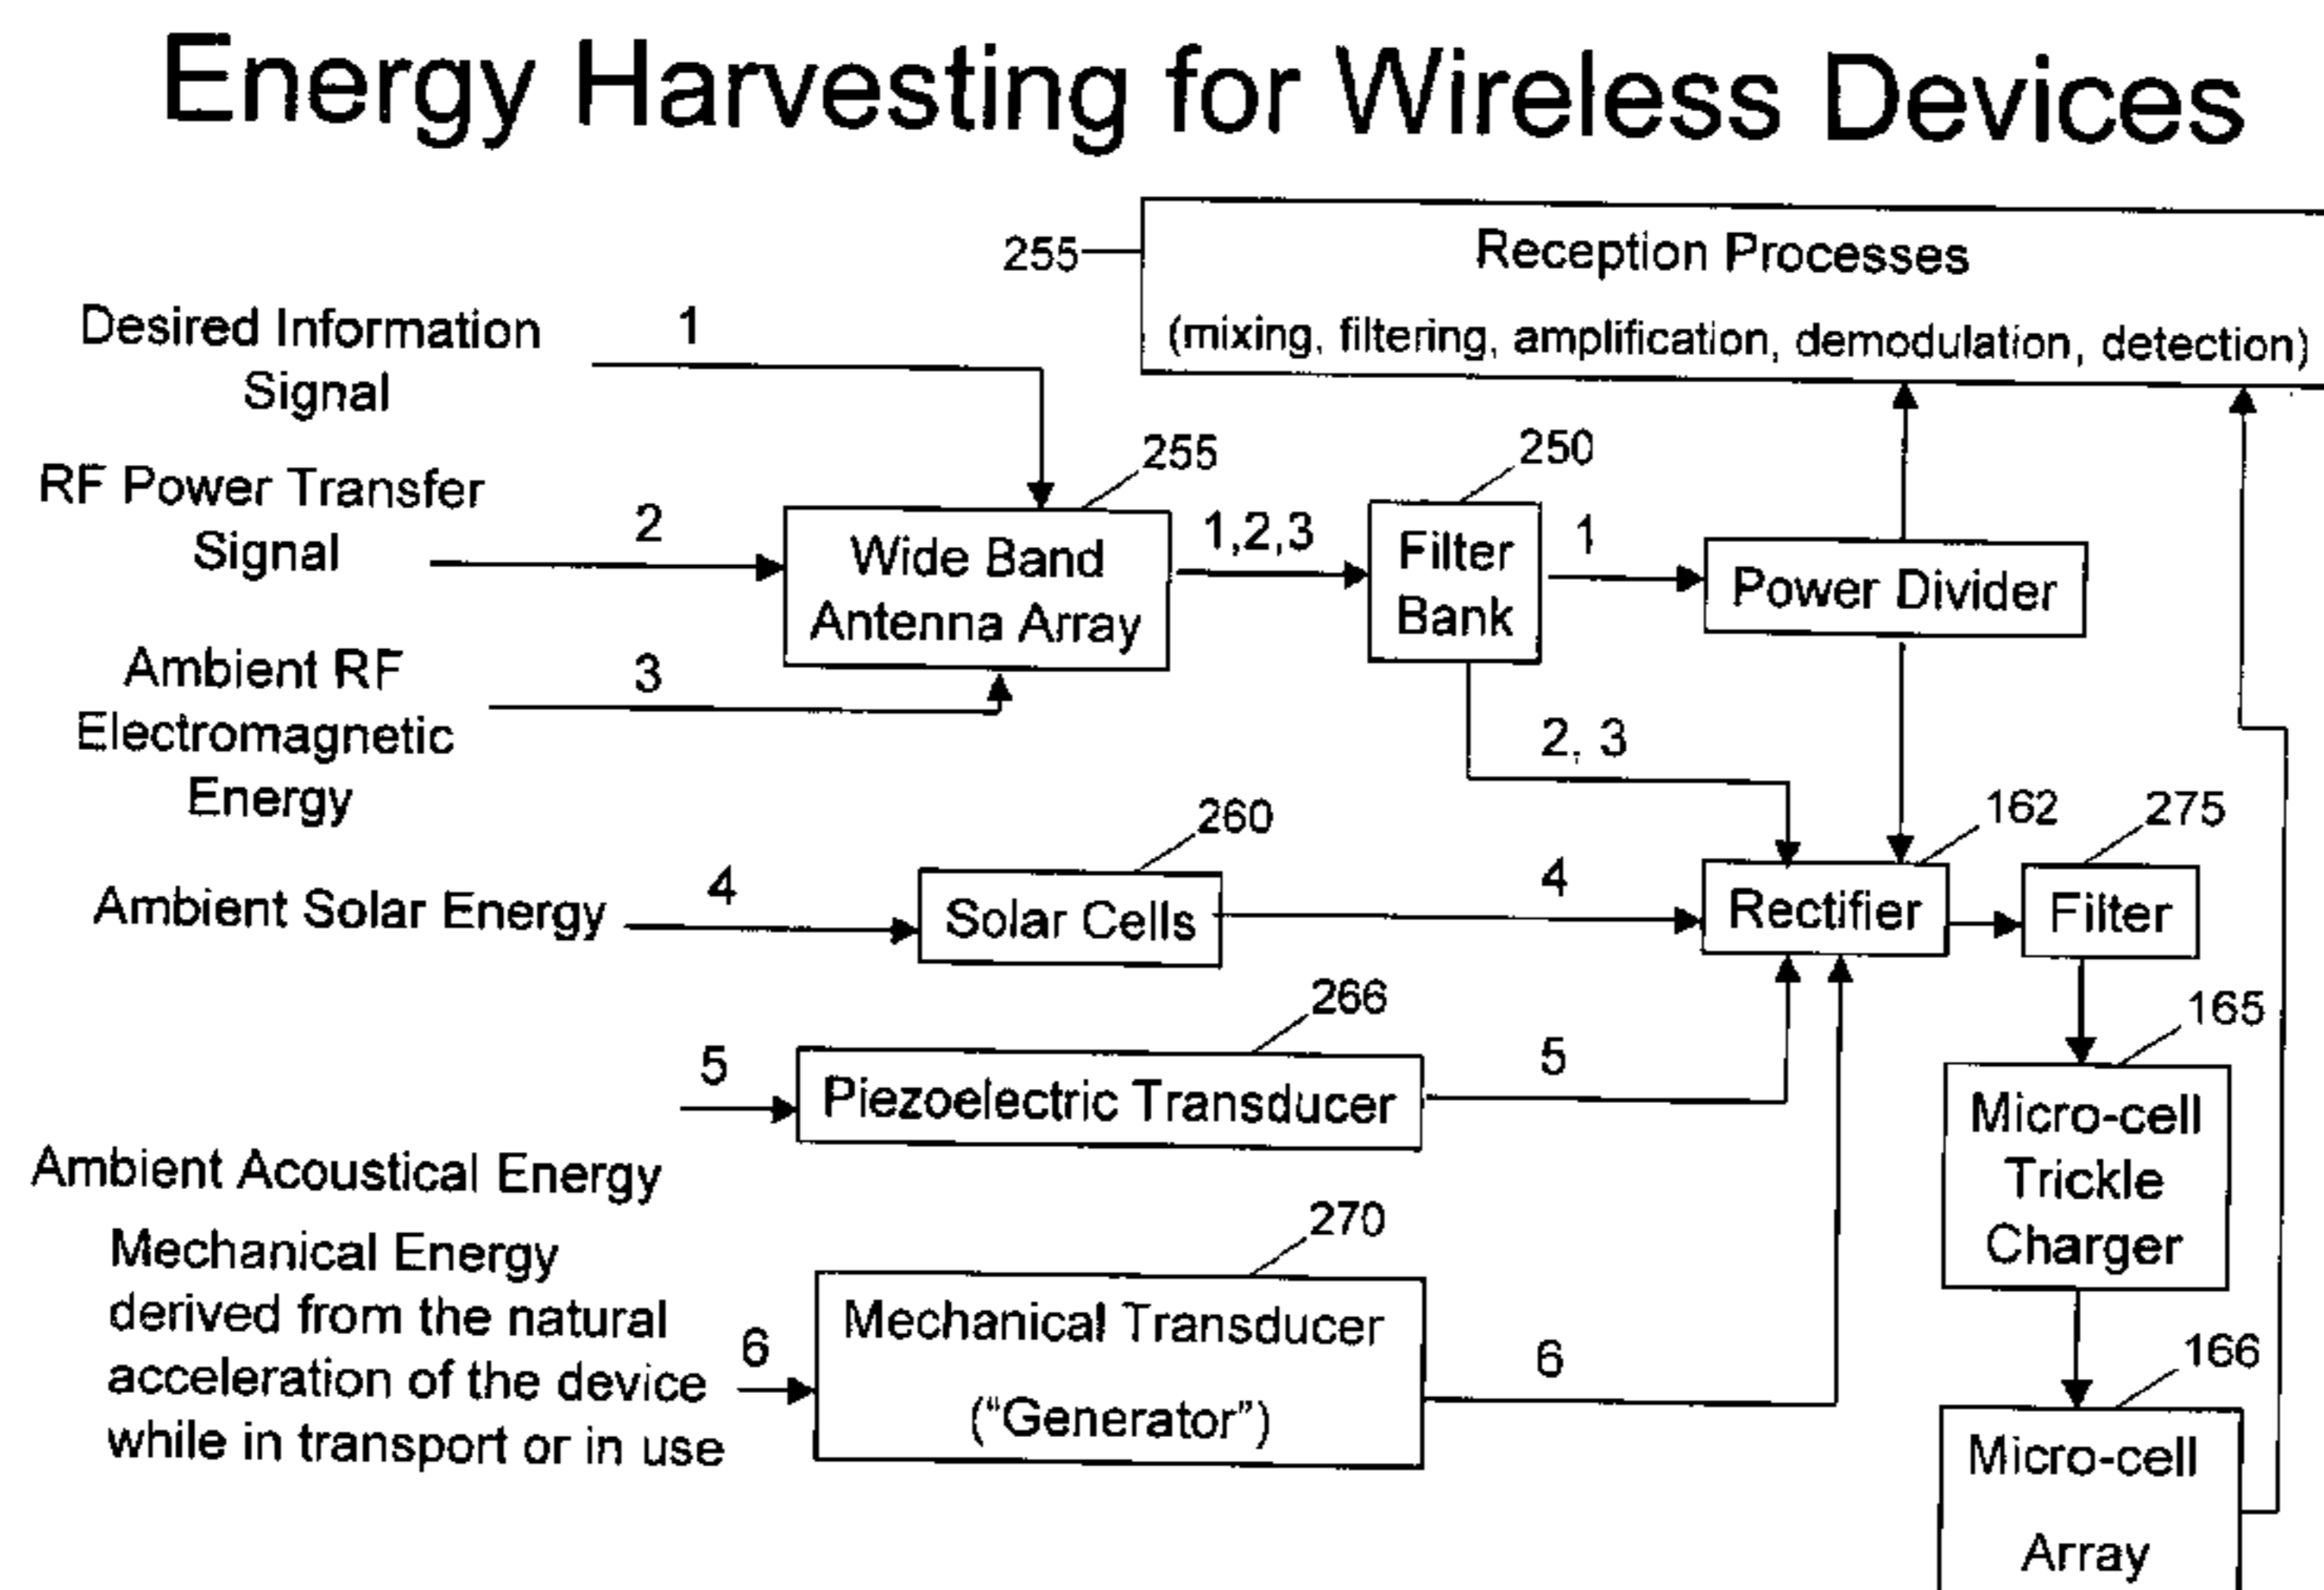 Energy Harvesting for Wireless Devices
255
Reception Processes
(mixing, filtering, amplification, demodulation, detection)
Desired Information
Signal
1
RF Power Transfer
Signal
2
255
Wide Band
Antenna Array
1,2,3
250
Filter
Bank
1
Power Divider
Ambient RF
Electromagnetic
Energy
3
2, 3
Ambient Solar Energy
4
260
Solar Cells
4
162
Rectifier
275
Filter
5
266
Piezoelectric Transducer
5
165
Micro-cell
Trickle
Charger
Ambient Acoustical Energy
Mechanical Energy
derived from the natural
acceleration of the device
while in transport or in use
6
270
Mechanical Transducer
("Generator")
6
166
Micro-cell
Array